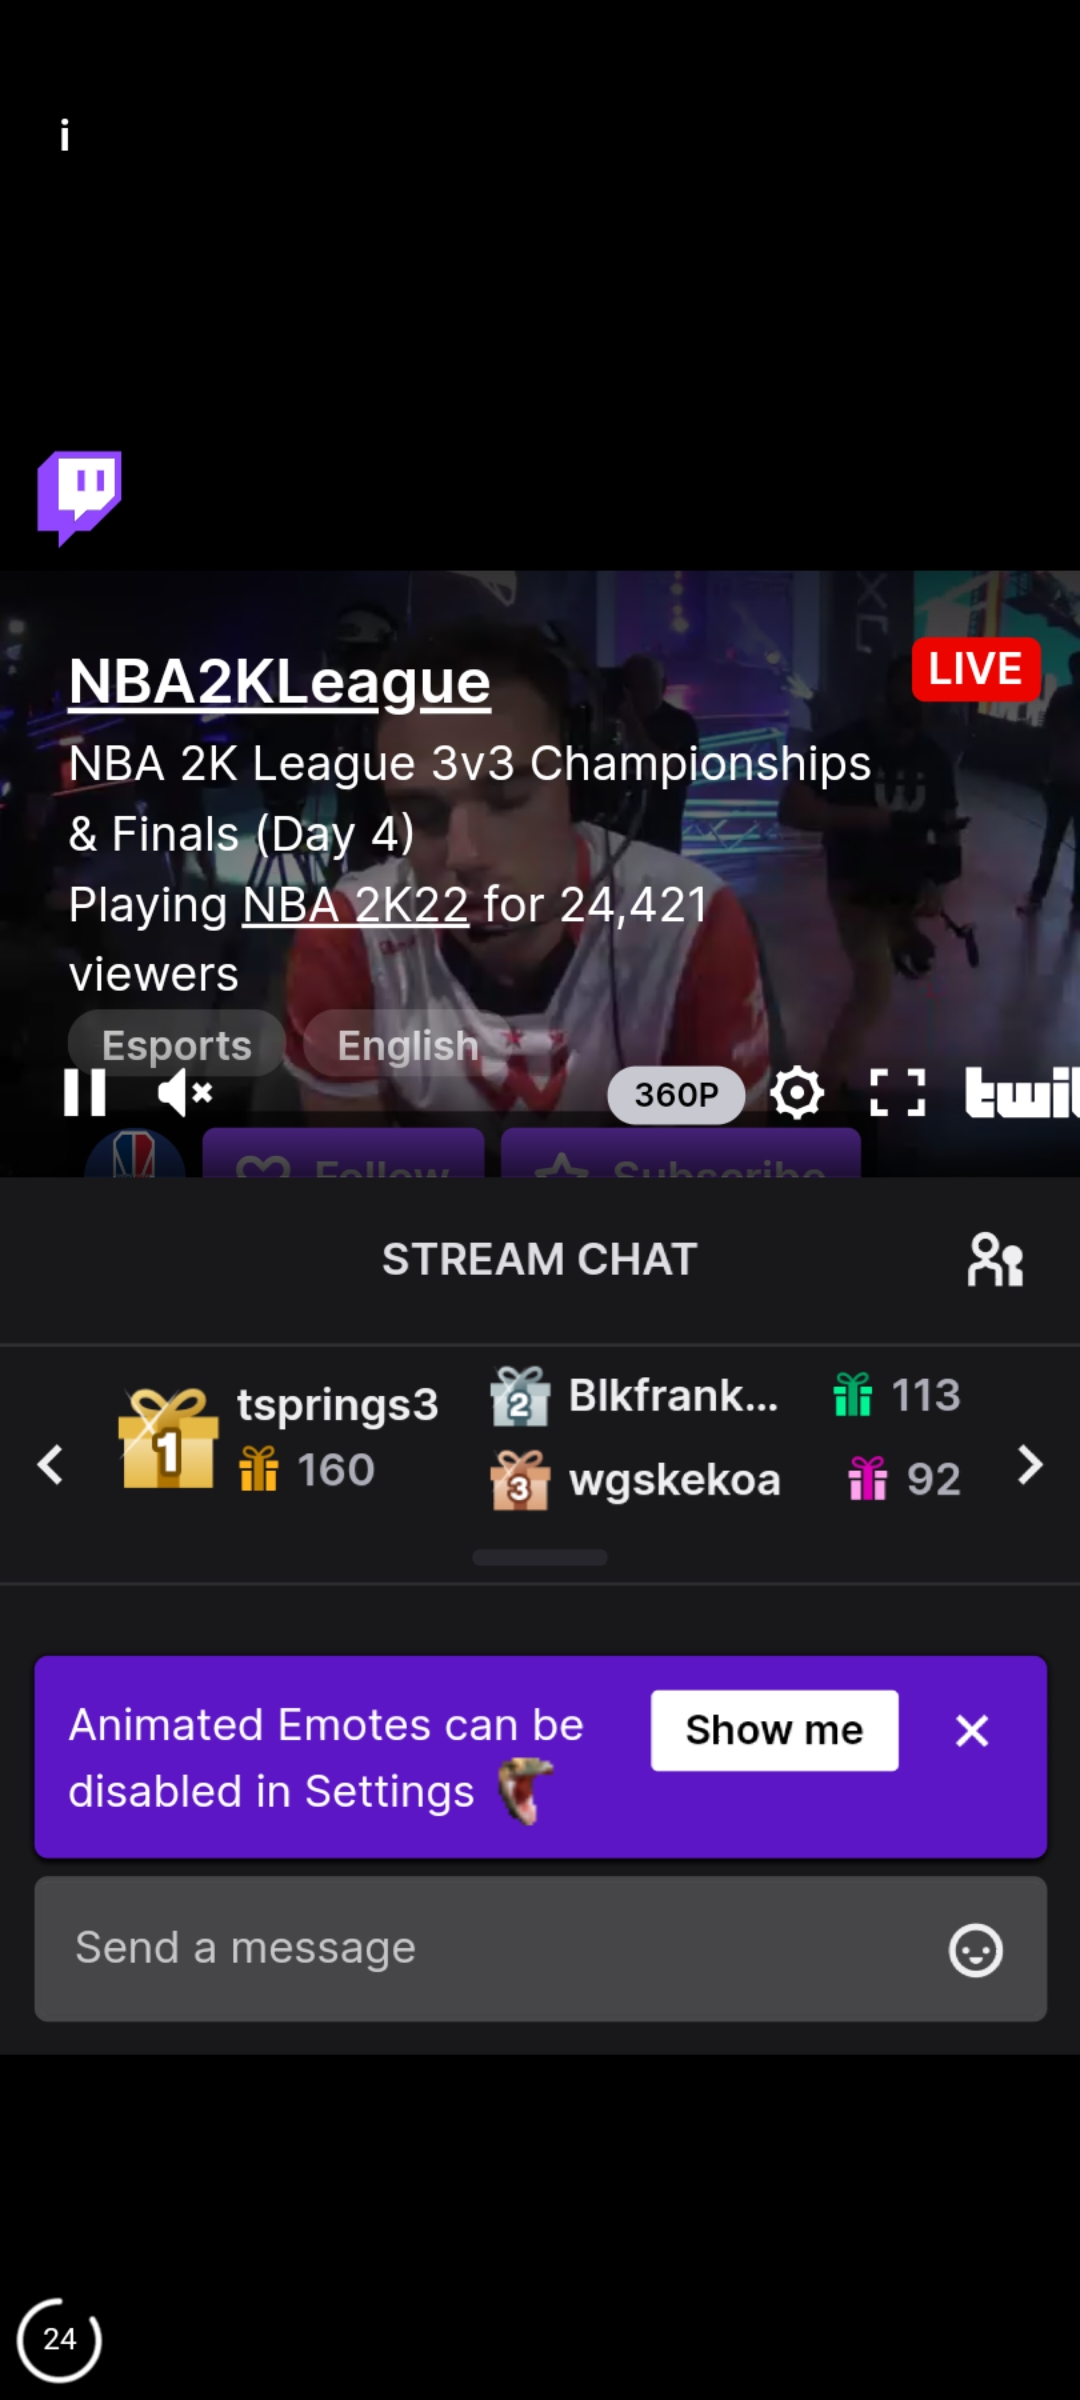 i
NBA2KLeague
LIVE
NBA 2K League 3v3 Championships
& Finals (Day 4)
Playing NBA 2K22 for 24,421
viewers
Esports English
360P twit
Follow Subscribe
STREAM CHAT
1 tsprings3
160
2 Blkfrank... 113
3 wgskekoa 92
Animated Emotes can be
disabled in Settings
Show me
Send a message
24